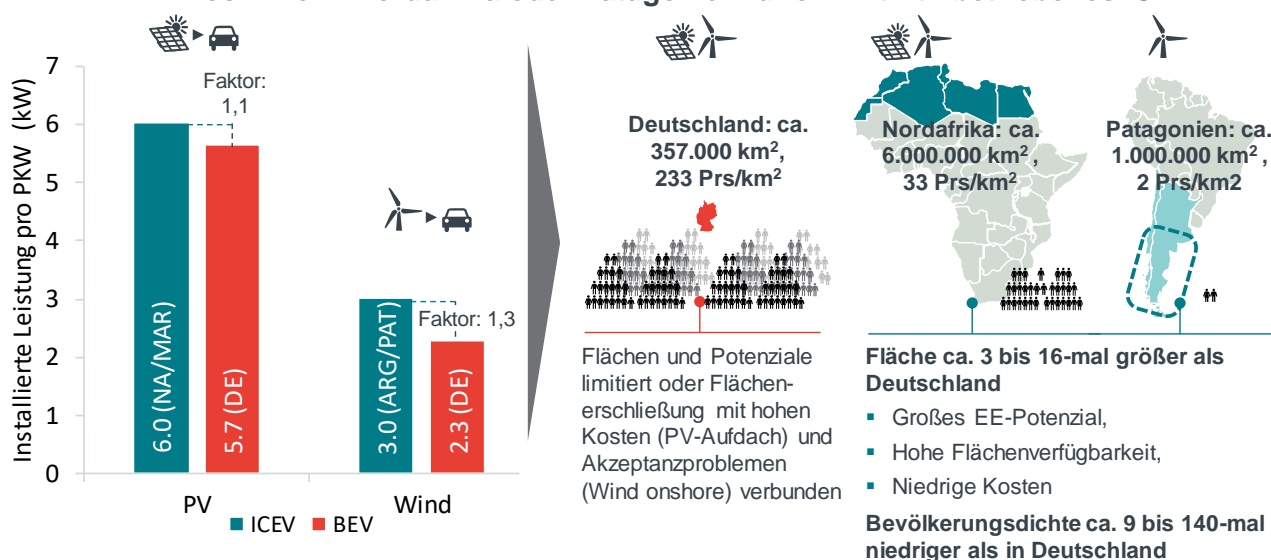 7
6
5
4
3
2
1
0
Installierte Leistung pro PKW (kW)
Faktor:
1,1
6.0 (NA/MAR)
5.7 (DE)
Faktor: 1,3
3.0 (ARG/PAT)
2.3 (DE)
PV
Wind
ICEV
BEV
Deutschland: ca.
357.000 km²,
233 Prs/km²
Flächen und Potenziale
limitiert oder Flächen-
erschließung mit hohen
Kosten (PV-Aufdach) und
Akzeptanzproblemen
(Wind onshore) verbunden
Nordafrika: ca.
6.000.000 km²,
33 Prs/km²
Patagonien: ca.
1.000.000 km²,
2 Prs/km2
Fläche ca. 3 bis 16-mal größer als
Deutschland
▪ Großes EE-Potenzial,
▪ Hohe Flächenverfügbarkeit,
▪ Niedrige Kosten
Bevölkerungsdichte ca. 9 bis 140-mal
niedriger als in Deutschland